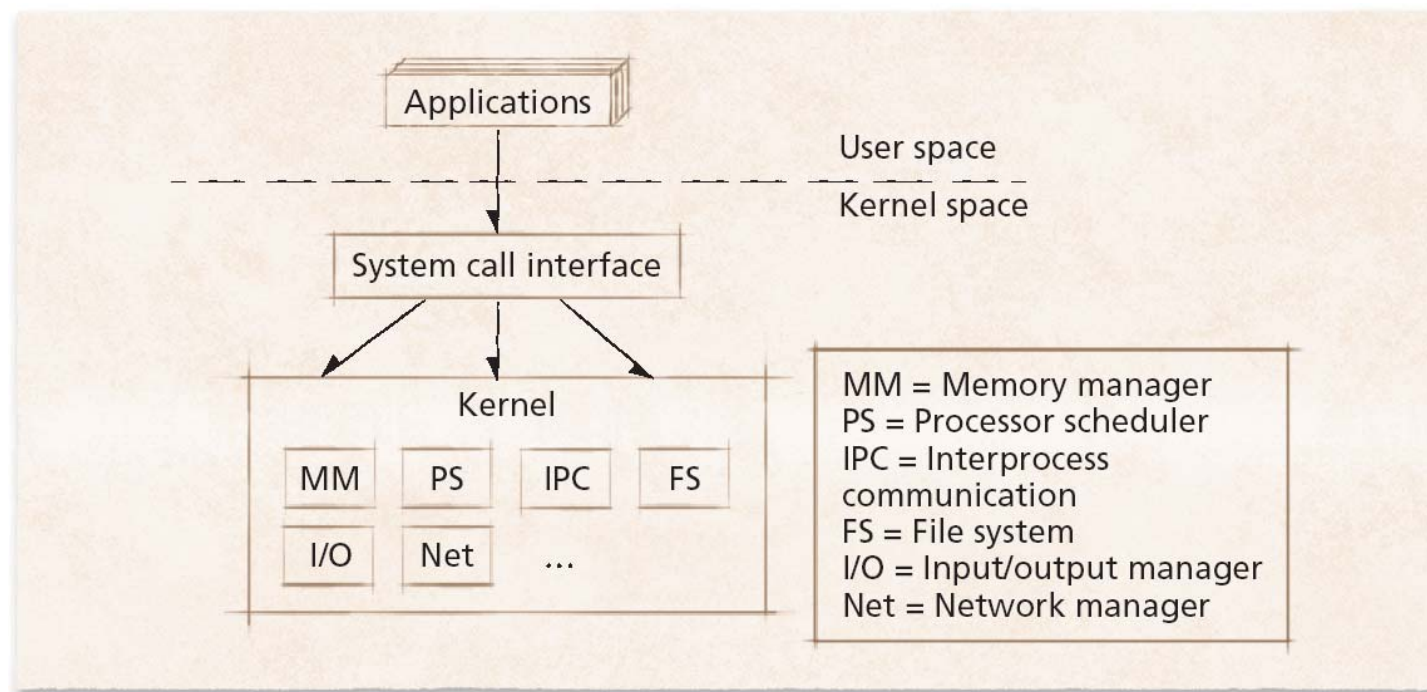 Applications
User space
Kernel space
System call interface
Kernel
MM PS IPC FS
I/O Net ...
MM = Memory manager
PS = Processor scheduler
IPC = Interprocess
communication
FS = File system
I/O = Input/output manager
Net = Network manager